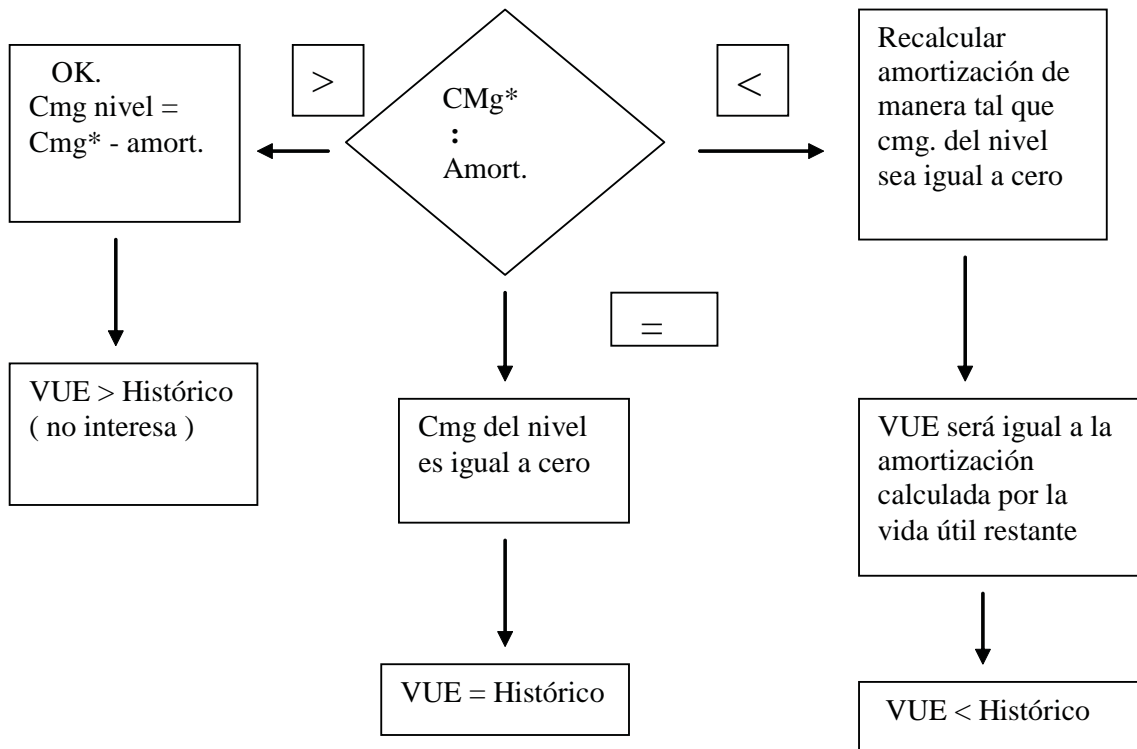 OK.
Cmg nivel =
Cmg* - amort.
>
CMg*
:
Amort.
<
Recalcular
amortización de
manera tal que
cmg. del nivel
sea igual a cero
=
VUE > Histórico
( no interesa )
Cmg del nivel
es igual a cero
VUE será igual a la
amortización
calculada por la
vida útil restante
VUE = Histórico
VUE < Histórico